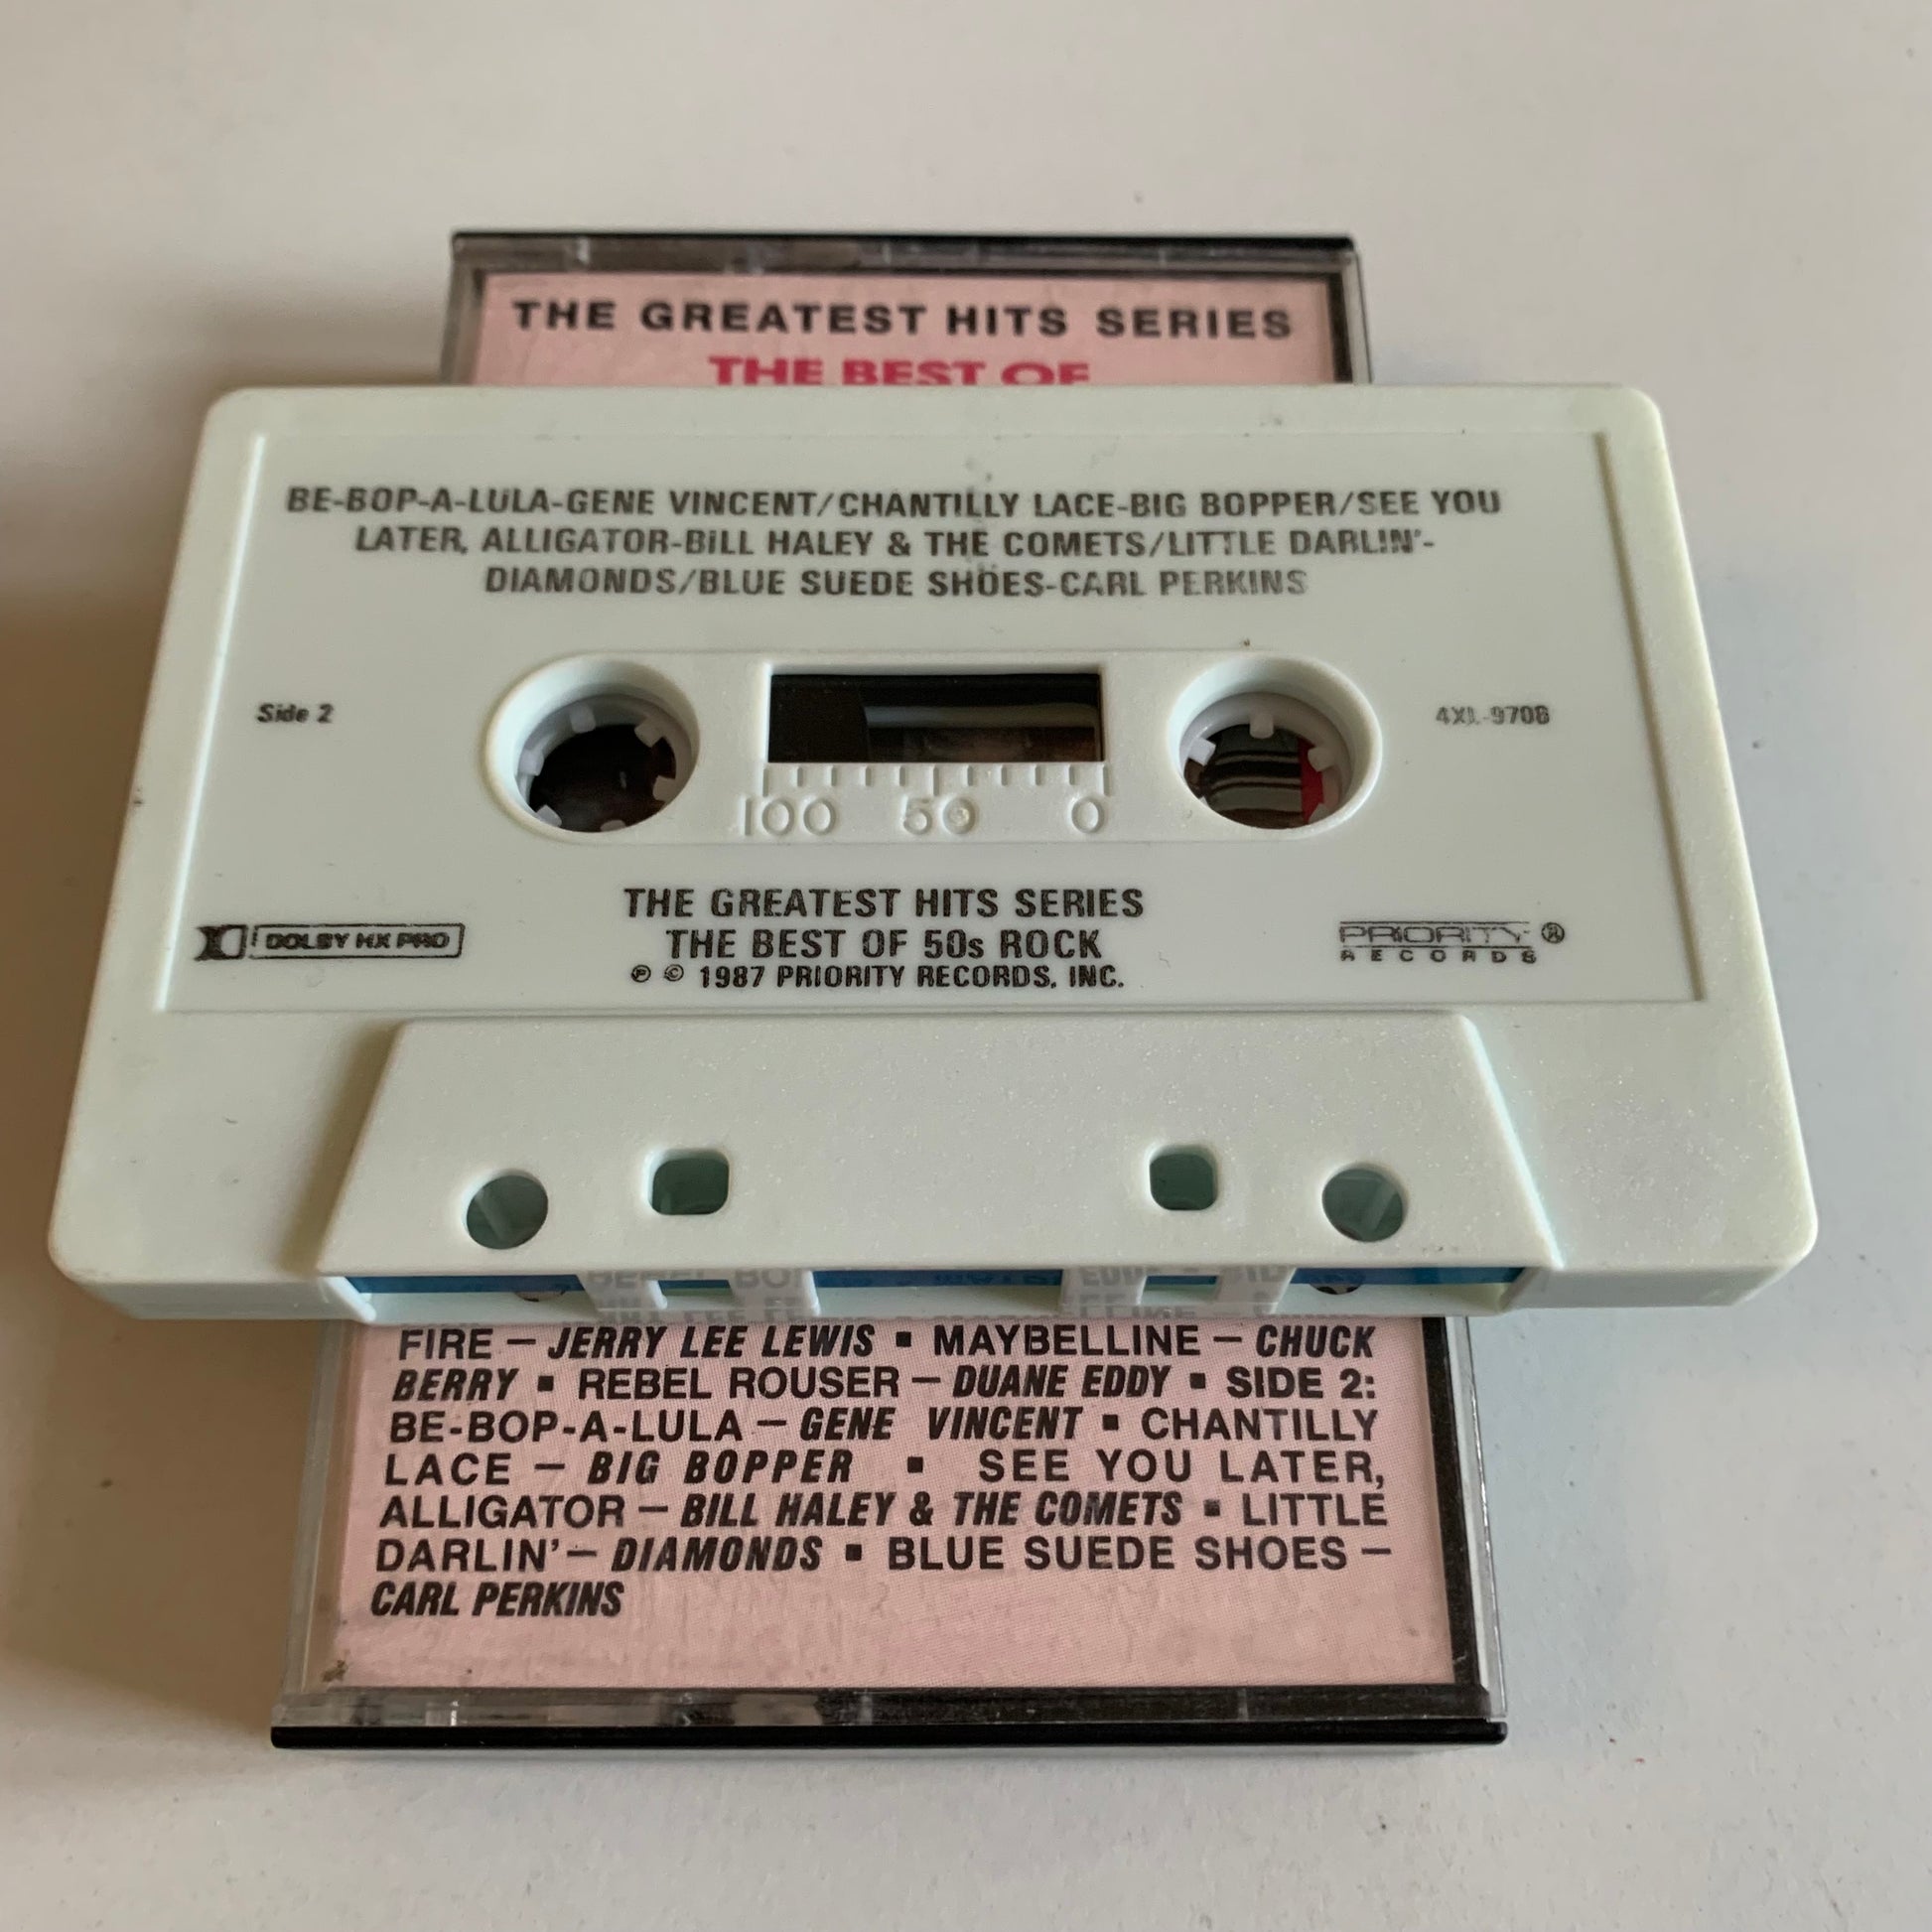 THE GREATEST HITS SERIES
THE BEST OF
BE-BOP-A-LULA-GENE VINCENT/CHANTILLY LACE-BIG BOPPER/SEE YOU
LATER, ALLIGATOR-BILL HALEY & THE COMETS/LITTLE DARLIN'-
DIAMONDS/BLUE SUEDE SHOES-CARL PERKINS
Side 2
4XL-9708
100 50 0
THE GREATEST HITS SERIES
THE BEST OF 50s ROCK
℗ © 1987 PRIORITY RECORDS, INC.
DOLBY HX PRO
PRIORITY ®
RECORDS
FIRE — JERRY LEE LEWIS ▪ MAYBELLINE — CHUCK
BERRY ▪ REBEL ROUSER — DUANE EDDY ▪ SIDE 2:
BE-BOP-A-LULA — GENE VINCENT ▪ CHANTILLY
LACE — BIG BOPPER ▪ SEE YOU LATER,
ALLIGATOR — BILL HALEY & THE COMETS ▪ LITTLE
DARLIN'— DIAMONDS ▪ BLUE SUEDE SHOES —
CARL PERKINS